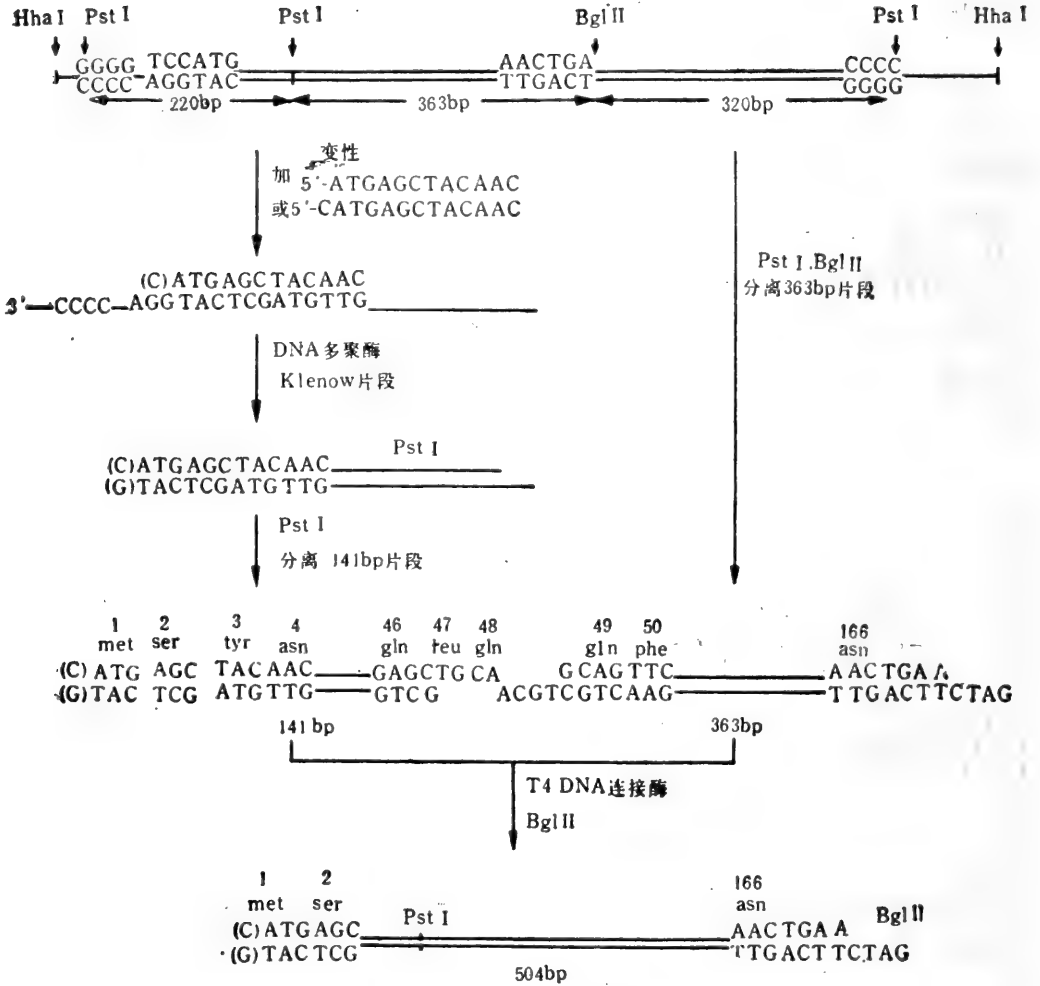 Hha I Pst I Pst I Bgl II Pst I Hha I
GGGG TCCATG AACTGA CCCC
CCCC AGGTAC TTGACT GGGG
220bp 363bp 320bp
变性
加 5'-ATGAGCTACAAC
或5'-CATGAGCTACAAC
Pst I.Bgl II
分离363bp片段
(C)ATGAGCTACAAC
3' CCCC AGGTACTCGATGTTG
DNA多聚酶
Klenow片段
Pst I
(C)ATGAGCTACAAC
(G)TACTCGATGTTG
Pst I
分离 141bp片段
1 2 3 4 46 47 48 49 50 166
met ser tyr asn gln leu gln gln phe asn
(C) ATG AGC TACAAC GAGCTGCA GCAGTTC AACTGA A
(G)TAC TCG ATGTTG GTCG ACGTCGTCAAG TTGACTTCTAG
141bp 363bp
T4 DNA连接酶
Bgl II
1 2 166
met ser asn
Pst I Bgl II
(C)ATGAGC AACTGA A
(G)TACTCG TTGACTTCTAG
504bp